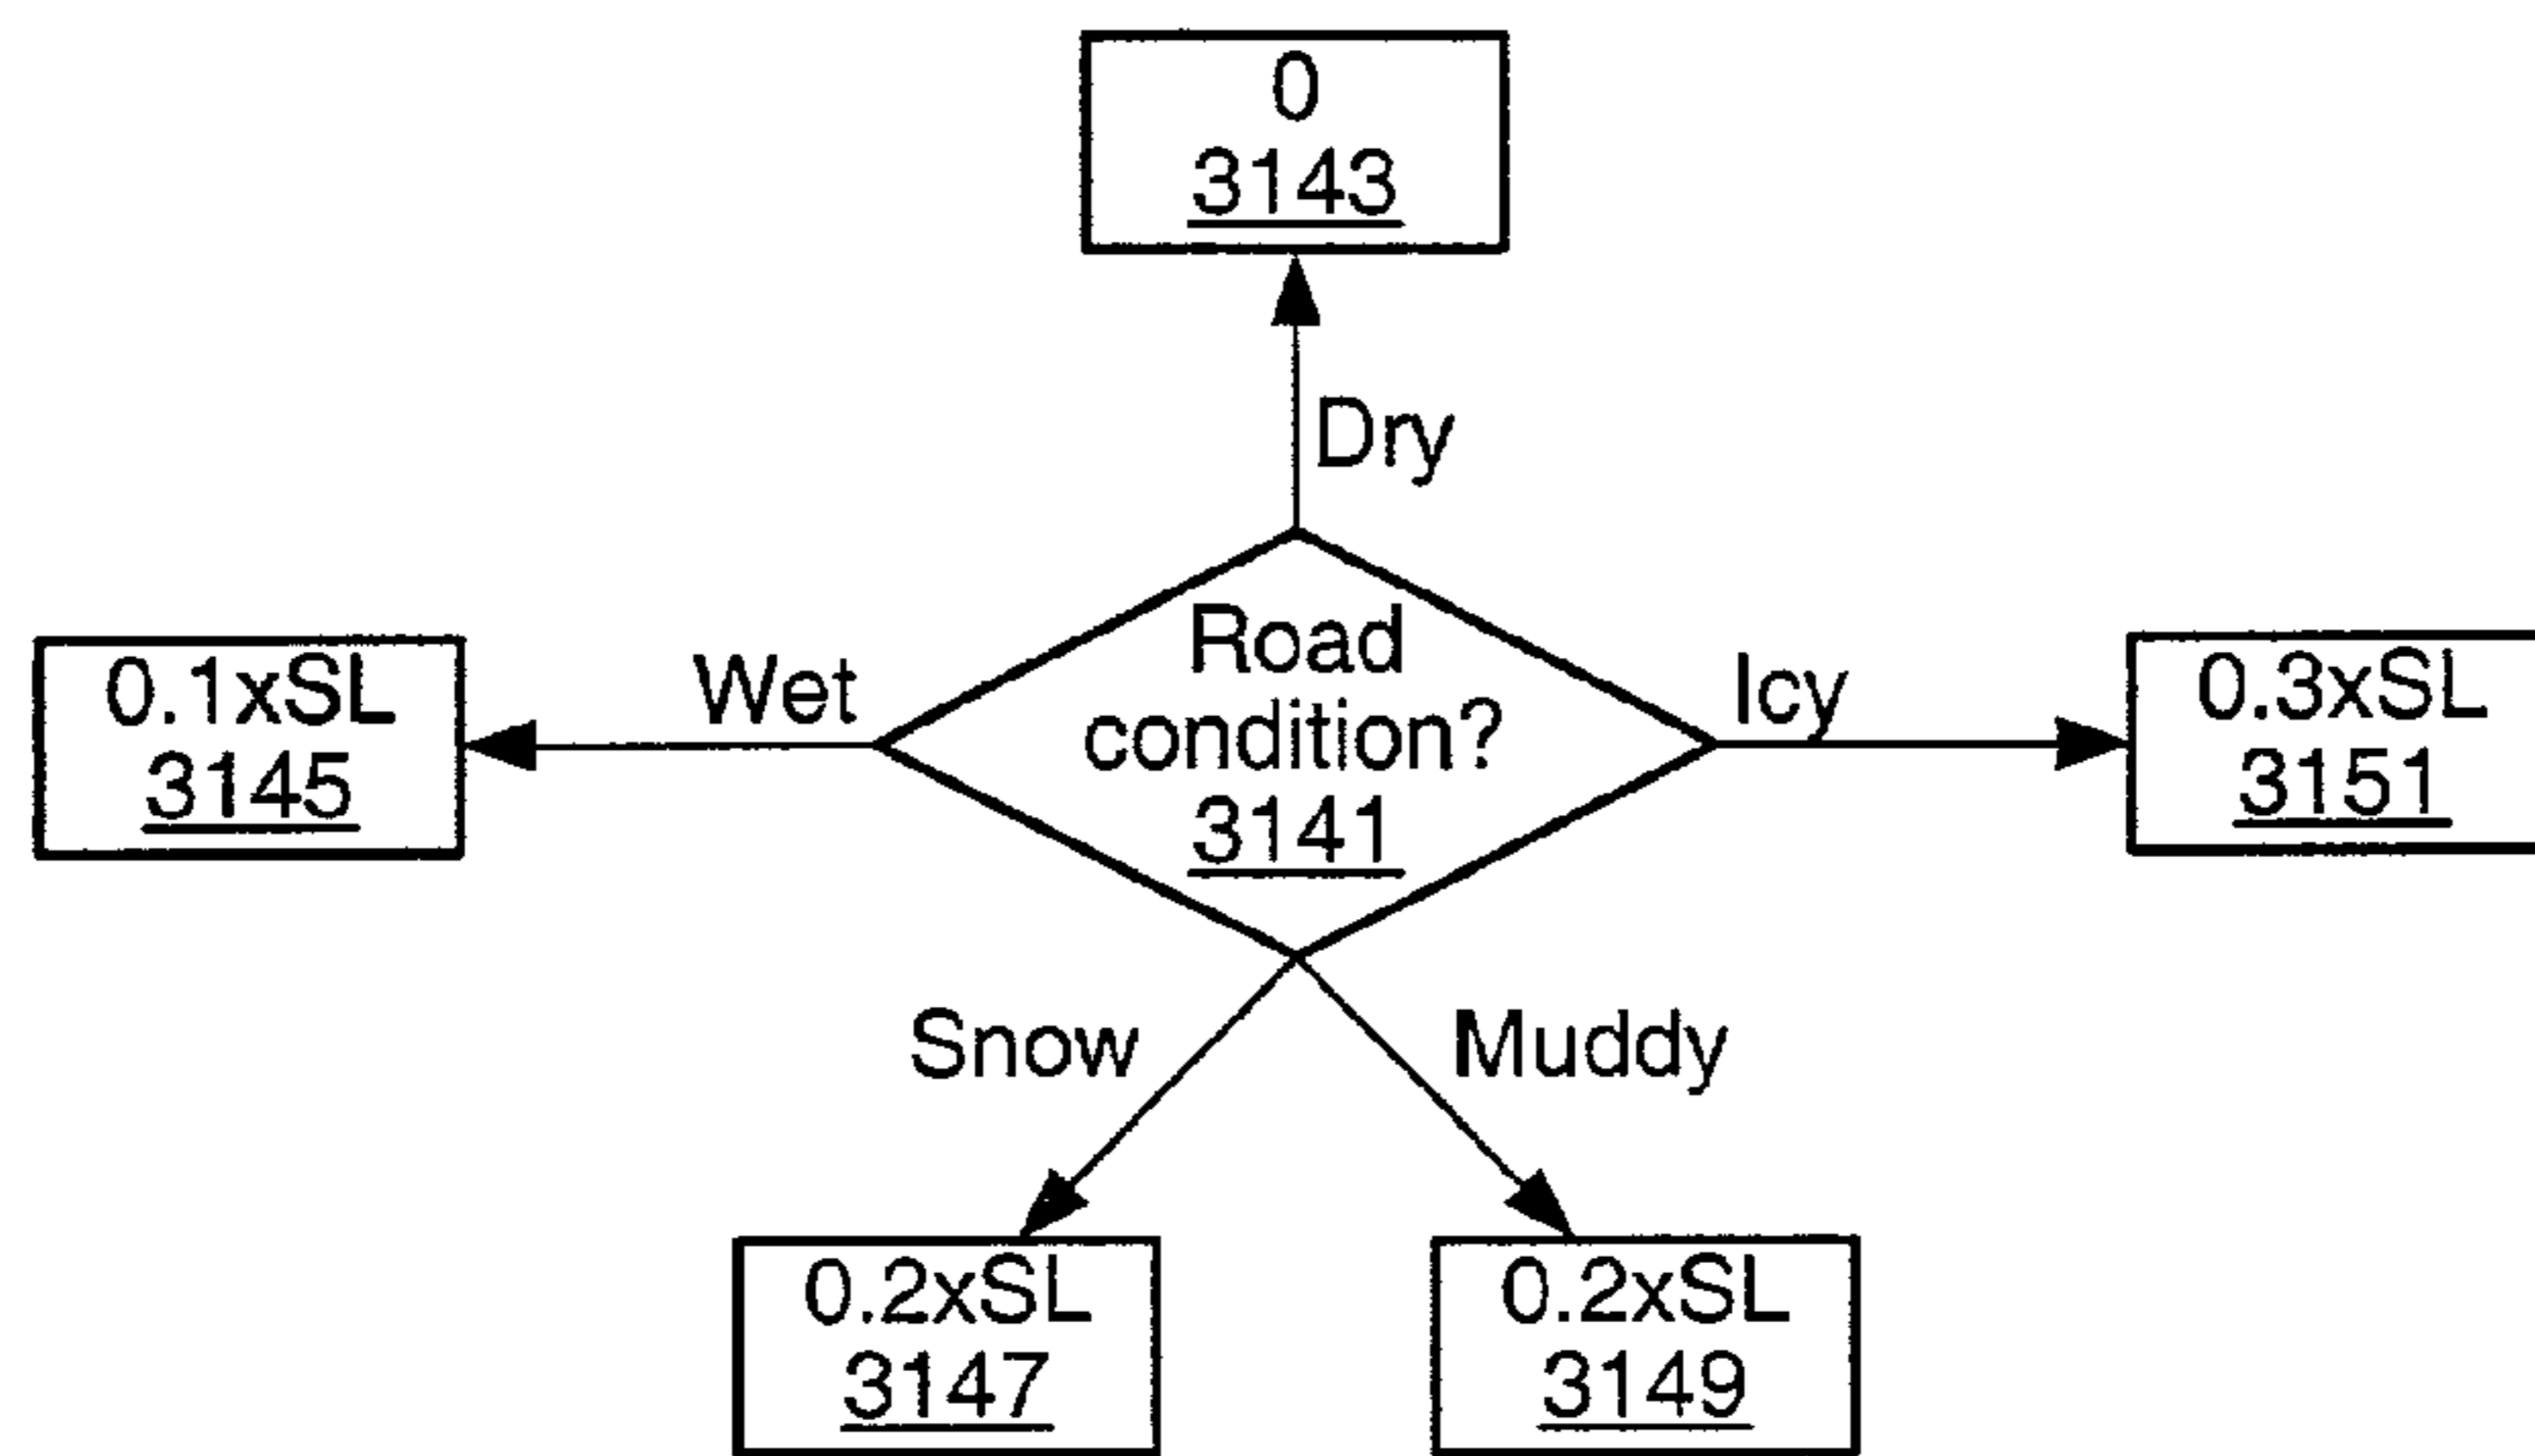 0
3143
Dry
Road
condition?
3141
Wet
0.1xSL
3145
Icy
0.3xSL
3151
Snow
Muddy
0.2xSL
3147
0.2xSL
3149